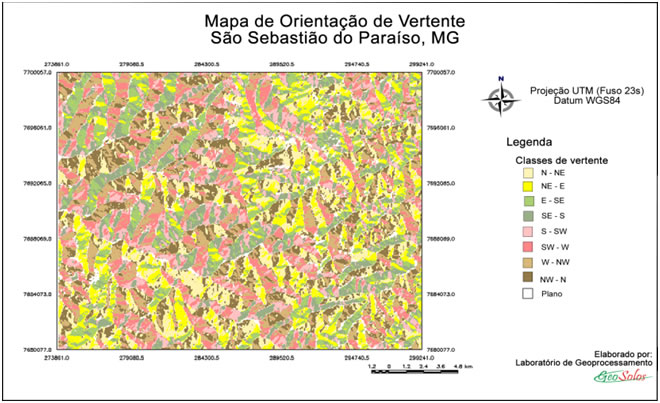 Mapa de Orientação de Vertente
São Sebastião do Paraíso, MG
273861.0 279080.5 284300.5 289520.5 294740.5 299241.0
7700057.0 7700057.0
7696061.0 7696061.0
7692065.0 7692065.0
7688069.0 7688069.0
7684073.0 7684073.0
7680077.0 7680077.0
273861.0 279080.5 284300.5 289520.5 294740.5 299241.0
1.2 0 1.2 2.4 3.6 4.8 km
N
Projeção UTM (Fuso 23s)
Datum WGS84
Legenda
Classes de vertente
N - NE
NE - E
E - SE
SE - S
S - SW
SW - W
W - NW
NW - N
Plano
Elaborado por:
Laboratório de Geoprocessamento
GeoSolos